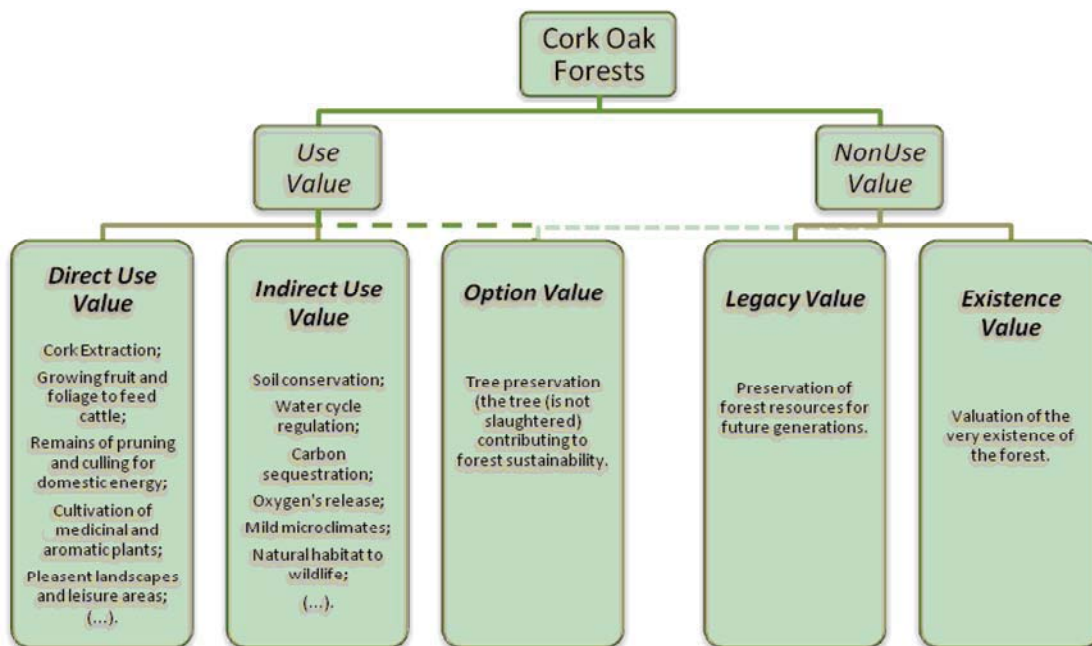 Cork Oak
Forests
Use
Value
NonUse
Value
Direct Use
Value
Cork Extraction;
Growing fruit and
foliage to feed
cattle;
Remains of pruning
and culling for
domestic energy;
Cultivation of
medicinal and
aromatic plants;
Pleasent landscapes
and leisure areas;
(...).
Indirect Use
Value
Soil conservation;
Water cycle
regulation;
Carbon
sequestration;
Oxygen's release;
Mild microclimates;
Natural habitat to
wildlife;
(...).
Option Value
Tree preservation
(the tree (is not
slaughtered)
contributing to
forest sustainability.
Legacy Value
Preservation of
forest resources for
future generations.
Existence
Value
Valuation of the
very existence of
the forest.